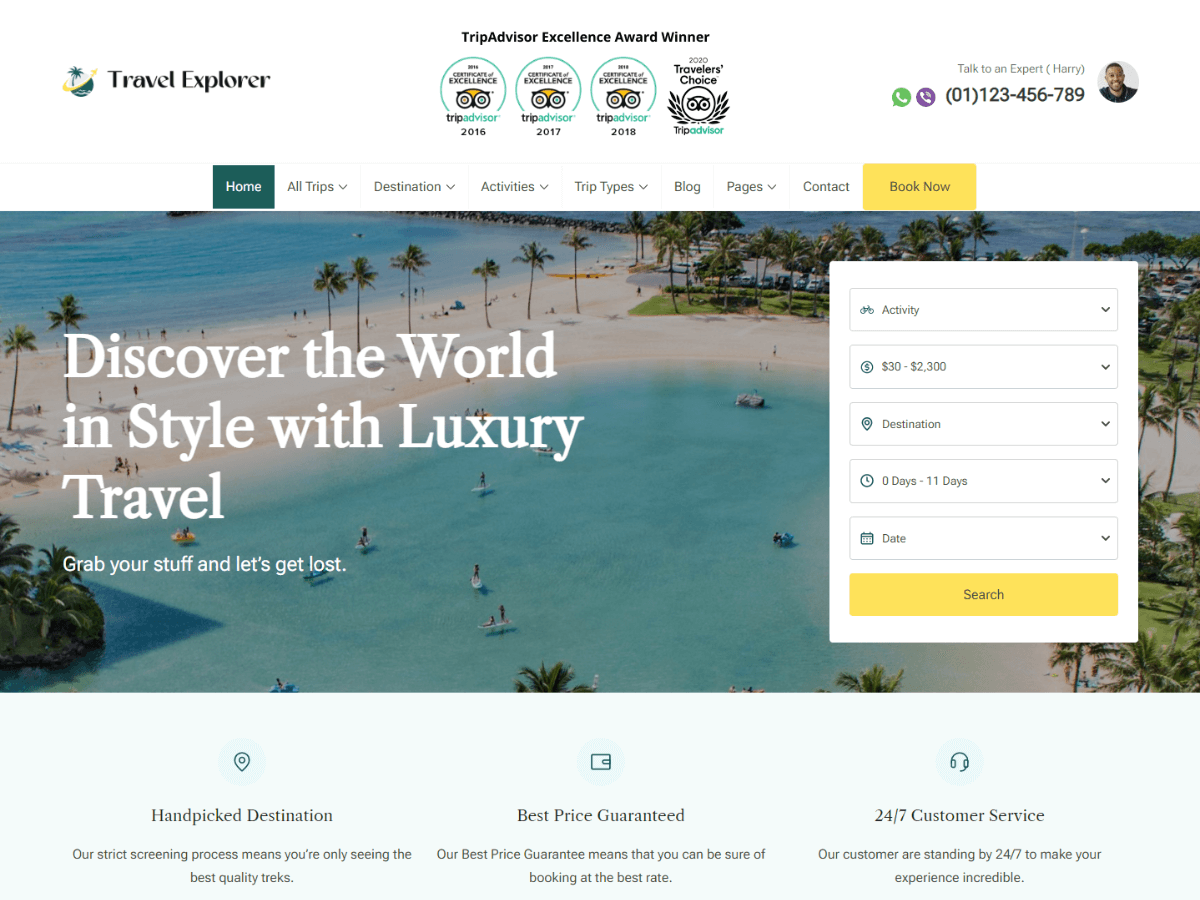 TripAdvisor Excellence Award Winner
Travel Explorer
2016
CERTIFICATE of
EXCELLENCE
tripadvisor
2016
2017
CERTIFICATE of
EXCELLENCE
tripadvisor
2017
2018
CERTIFICATE of
EXCELLENCE
tripadvisor
2018
2020
Travelers'
Choice
Tripadvisor
Talk to an Expert ( Harry)
(01)123-456-789
Home
All Trips
Destination
Activities
Trip Types
Blog
Pages
Contact
Book Now
Discover the World
in Style with Luxury
Travel
Grab your stuff and let’s get lost.
Activity
$30 - $2,300
Destination
0 Days - 11 Days
Date
Search
Handpicked Destination
Our strict screening process means you’re only seeing the
best quality treks.
Best Price Guaranteed
Our Best Price Guarantee means that you can be sure of
booking at the best rate.
24/7 Customer Service
Our customer are standing by 24/7 to make your
experience incredible.